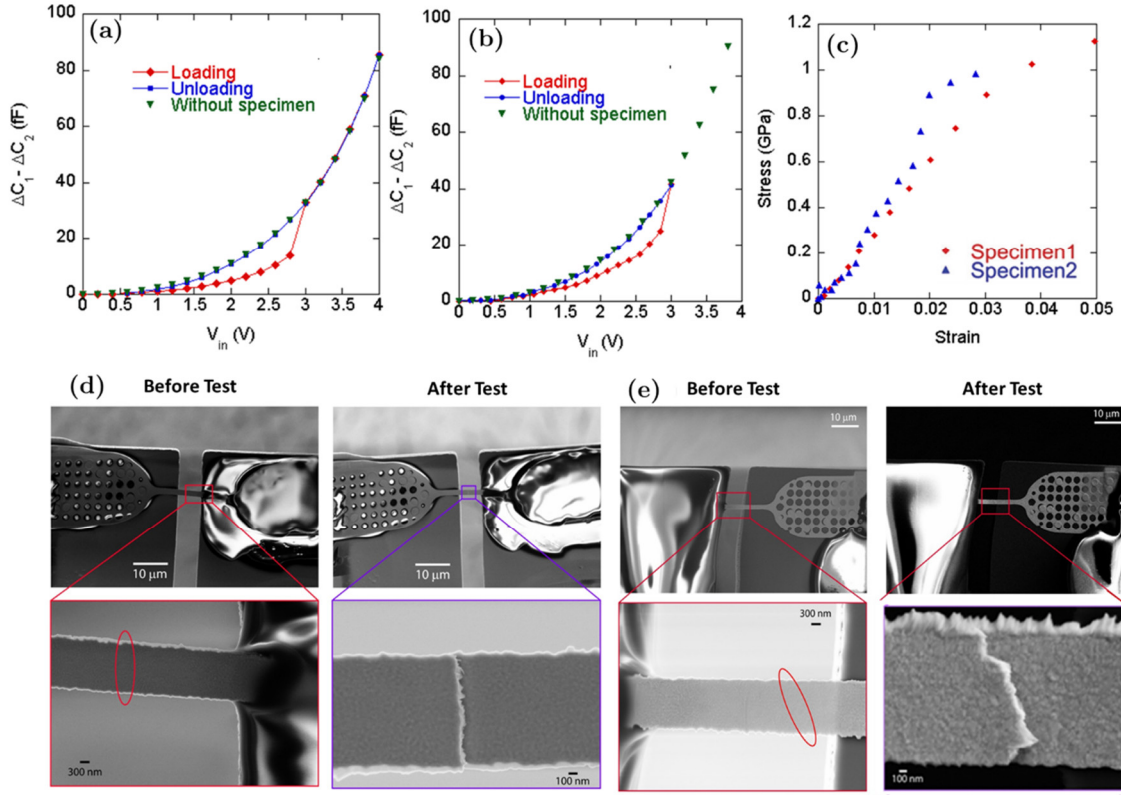 (a)
Loading
Unloading
Without specimen
ΔC₁ - ΔC₂ (fF)
100
80
60
40
20
0
0 0.5 1 1.5 2 2.5 3 3.5 4
V_in (V)
(b)
Loading
Unloading
Without specimen
ΔC₁ - ΔC₂ (fF)
100
80
60
40
20
0
0 0.5 1 1.5 2 2.5 3 3.5 4
V_in (V)
(c)
Stress (GPa)
1.2
1
0.8
0.6
0.4
0.2
0
Specimen1
Specimen2
0 0.01 0.02 0.03 0.04 0.05
Strain
(d)
Before Test
After Test
10 μm
10 μm
300 nm
100 nm
(e)
Before Test
After Test
10 μm
10 μm
300 nm
100 nm